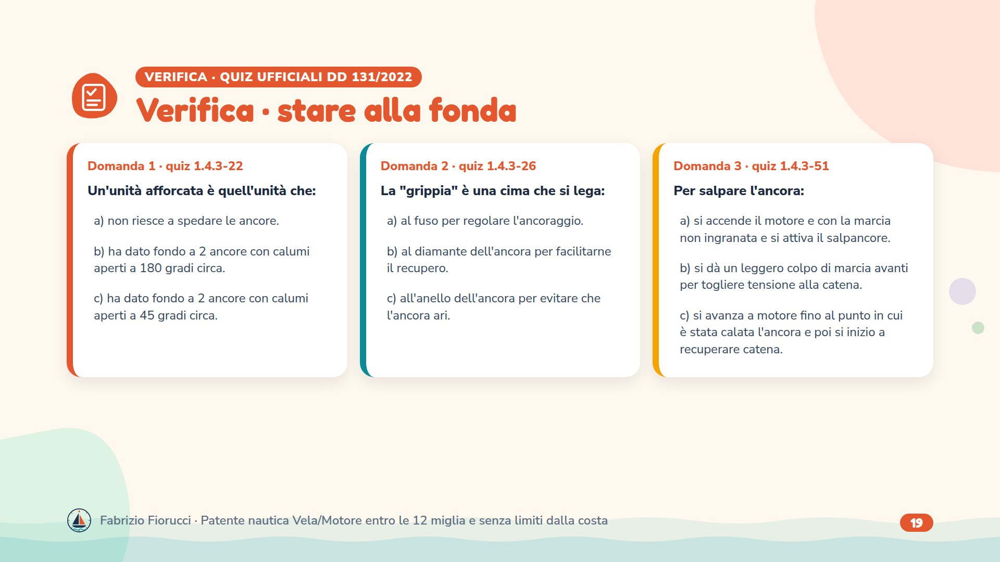 VERIFICA · QUIZ UFFICIALI DD 131/2022
Verifica · stare alla fonda
Domanda 1 · quiz 1.4.3-22
Un'unità afforcata è quell'unità che:
a) non riesce a spedare le ancore.
b) ha dato fondo a 2 ancore con calumi
aperti a 180 gradi circa.
c) ha dato fondo a 2 ancore con calumi
aperti a 45 gradi circa.
Domanda 2 · quiz 1.4.3-26
La "grippia" è una cima che si lega:
a) al fuso per regolare l'ancoraggio.
b) al diamante dell'ancora per facilitarne
il recupero.
c) all'anello dell'ancora per evitare che
l'ancora ari.
Domanda 3 · quiz 1.4.3-51
Per salpare l'ancora:
a) si accende il motore e con la marcia
non ingranata e si attiva il salpancore.
b) si dà un leggero colpo di marcia avanti
per togliere tensione alla catena.
c) si avanza a motore fino al punto in cui
è stata calata l'ancora e poi si inizio a
recuperare catena.
Fabrizio Fiorucci · Patente nautica Vela/Motore entro le 12 miglia e senza limiti dalla costa
19